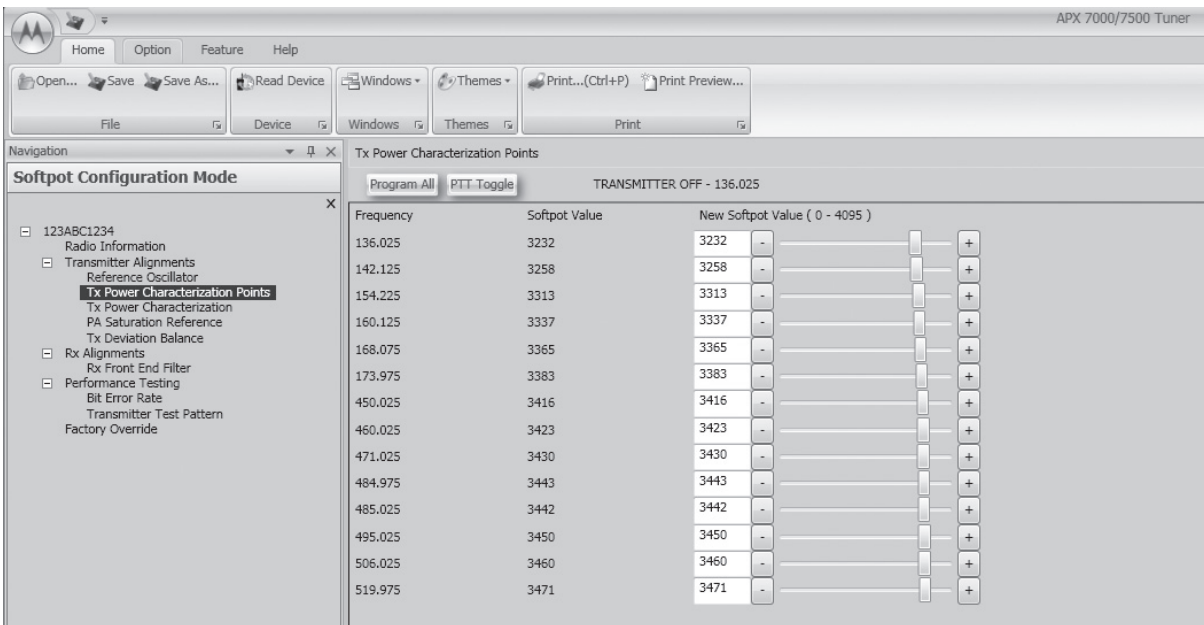 APX 7000/7500 Tuner
Home Option Feature Help
Open... Save Save As... Read Device Windows Themes Print...(Ctrl+P) Print Preview...
File Device Windows Themes Print
Navigation
Softpot Configuration Mode
123ABC1234
Radio Information
Transmitter Alignments
Reference Oscillator
Tx Power Characterization Points
Tx Power Characterization
PA Saturation Reference
Tx Deviation Balance
Rx Alignments
Rx Front End Filter
Performance Testing
Bit Error Rate
Transmitter Test Pattern
Factory Override
Tx Power Characterization Points
Program All PTT Toggle TRANSMITTER OFF - 136.025
Frequency Softpot Value New Softpot Value ( 0 - 4095 )
136.025 3232 3232 - +
142.125 3258 3258 - +
154.225 3313 3313 - +
160.125 3337 3337 - +
168.075 3365 3365 - +
173.975 3383 3383 - +
450.025 3416 3416 - +
460.025 3423 3423 - +
471.025 3430 3430 - +
484.975 3443 3443 - +
485.025 3442 3442 - +
495.025 3450 3450 - +
506.025 3460 3460 - +
519.975 3471 3471 - +